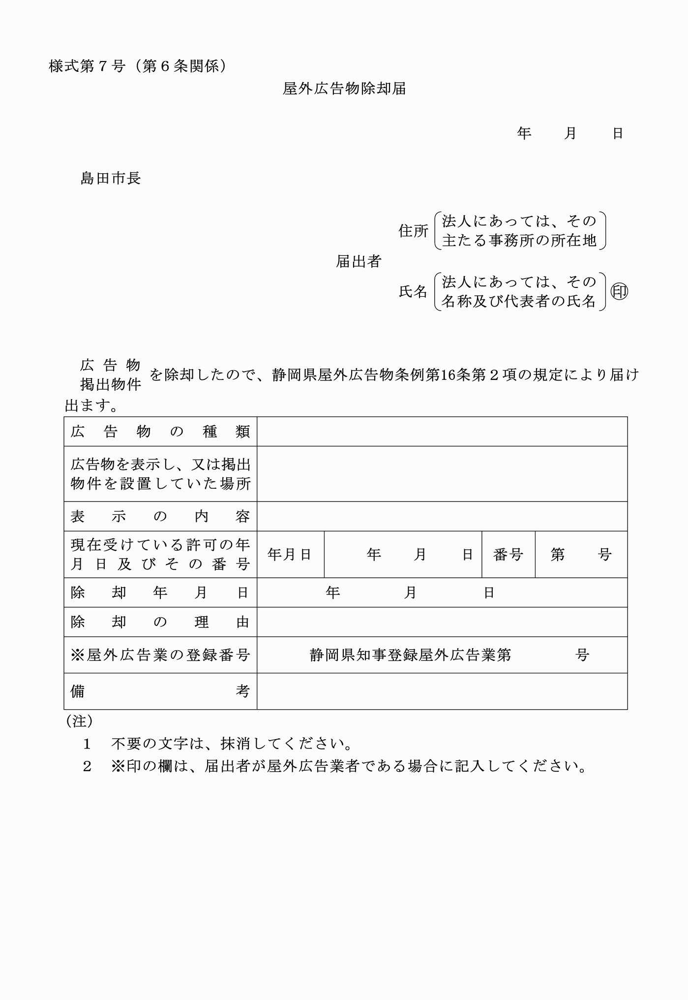 様式第７号（第６条関係）
屋外広告物除却届
年　　月　　日
島田市長
住所 法人にあっては、その
主たる事務所の所在地
届出者
氏名 法人にあっては、その
名称及び代表者の氏名 ㊞
広告物
掲出物件
を除却したので、静岡県屋外広告物条例第16条第２項の規定により届け
出ます。
広告物の種類
広告物を表示し、又は掲出
物件を設置していた場所
表示の内容
現在受けている許可の年
月日及びその番号
年月日　年　月　日　番号　第　号
除却年月日　年　月　日
除却の理由
※屋外広告業の登録番号　静岡県知事登録屋外広告業第　号
備考
（注）
１　不要の文字は、抹消してください。
２　※印の欄は、届出者が屋外広告業者である場合に記入してください。